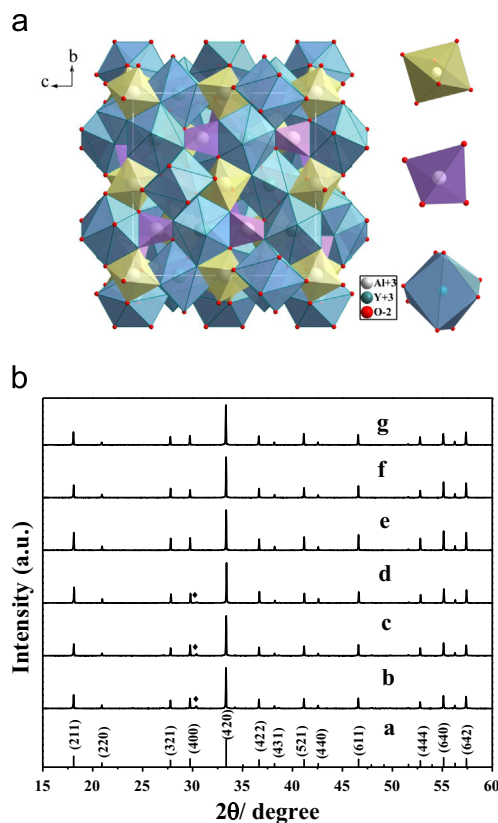 a
b
c
Al+3
Y+3
O-2
b
g
f
e
d
c
b
a
(211)
(220)
(321)
(400)
(420)
(422)
(431)
(521)
(440)
(611)
(444)
(640)
(642)
Intensity (a.u.)
15 20 25 30 35 40 45 50 55 60
2θ/ degree